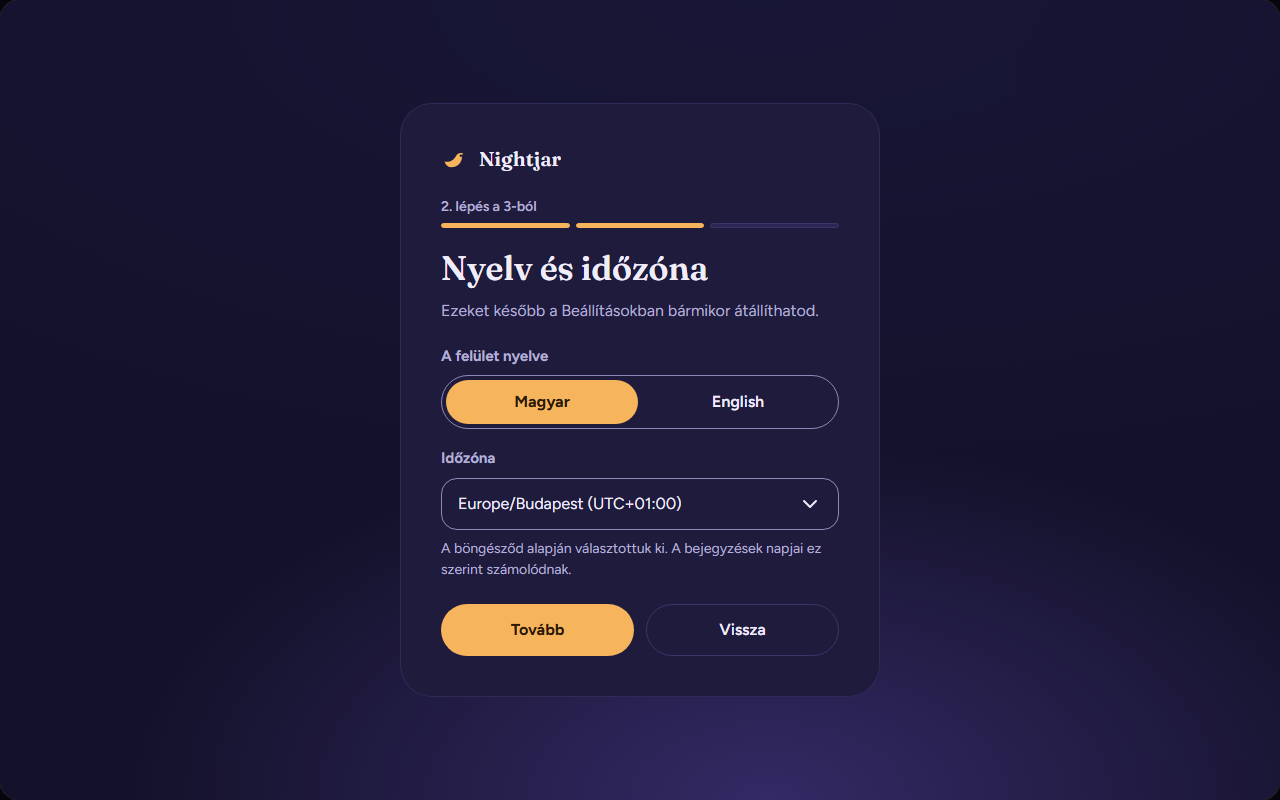 Nightjar
2. lépés a 3-ból
Nyelv és időzóna
Ezeket később a Beállításokban bármikor átállíthatod.
A felület nyelve
Magyar English
Időzóna
Europe/Budapest (UTC+01:00)
A böngésződ alapján választottuk ki. A bejegyzések napjai ez
szerint számolódnak.
Tovább Vissza